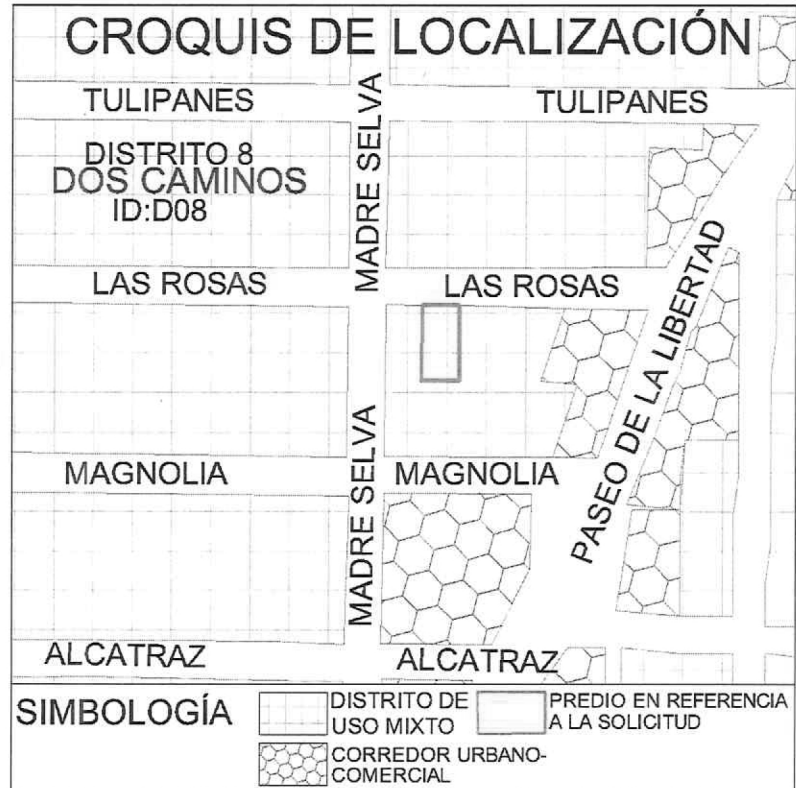 CROQUIS DE LOCALIZACIÓN
TULIPANES
TULIPANES
MADRE SELVA
DISTRITO 8
DOS CAMINOS
ID:D08
LAS ROSAS
LAS ROSAS
PASEO DE LA LIBERTAD
MADRE SELVA
MAGNOLIA
MAGNOLIA
ALCATRAZ
ALCATRAZ
SIMBOLOGÍA
DISTRITO DE
USO MIXTO
PREDIO EN REFERENCIA
A LA SOLICITUD
CORREDOR URBANO-
COMERCIAL